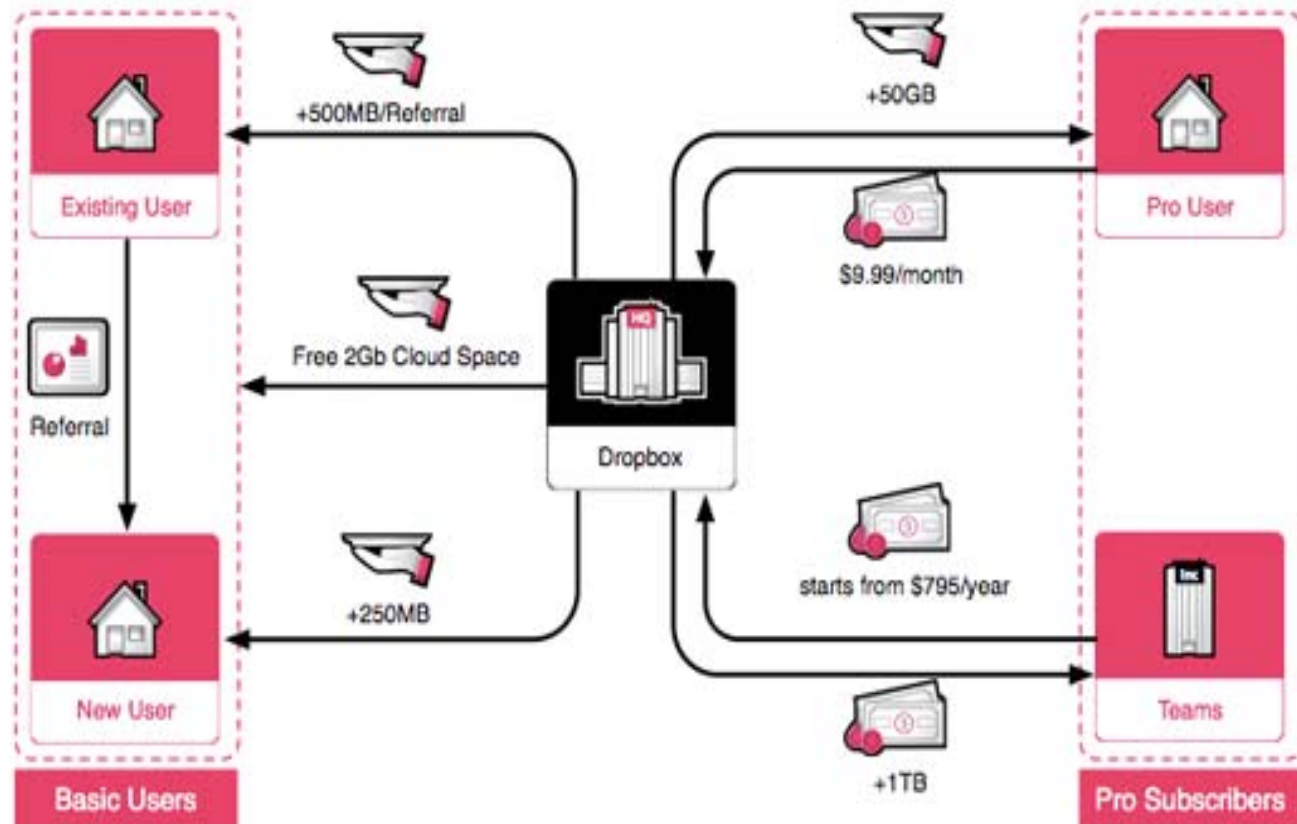 +500MB/Referral
+50GB
Existing User
Pro User
$9.99/month
HQ
Free 2Gb Cloud Space
Referral
Dropbox
starts from $795/year
Inc
+250MB
New User
Teams
+1TB
Basic Users
Pro Subscribers